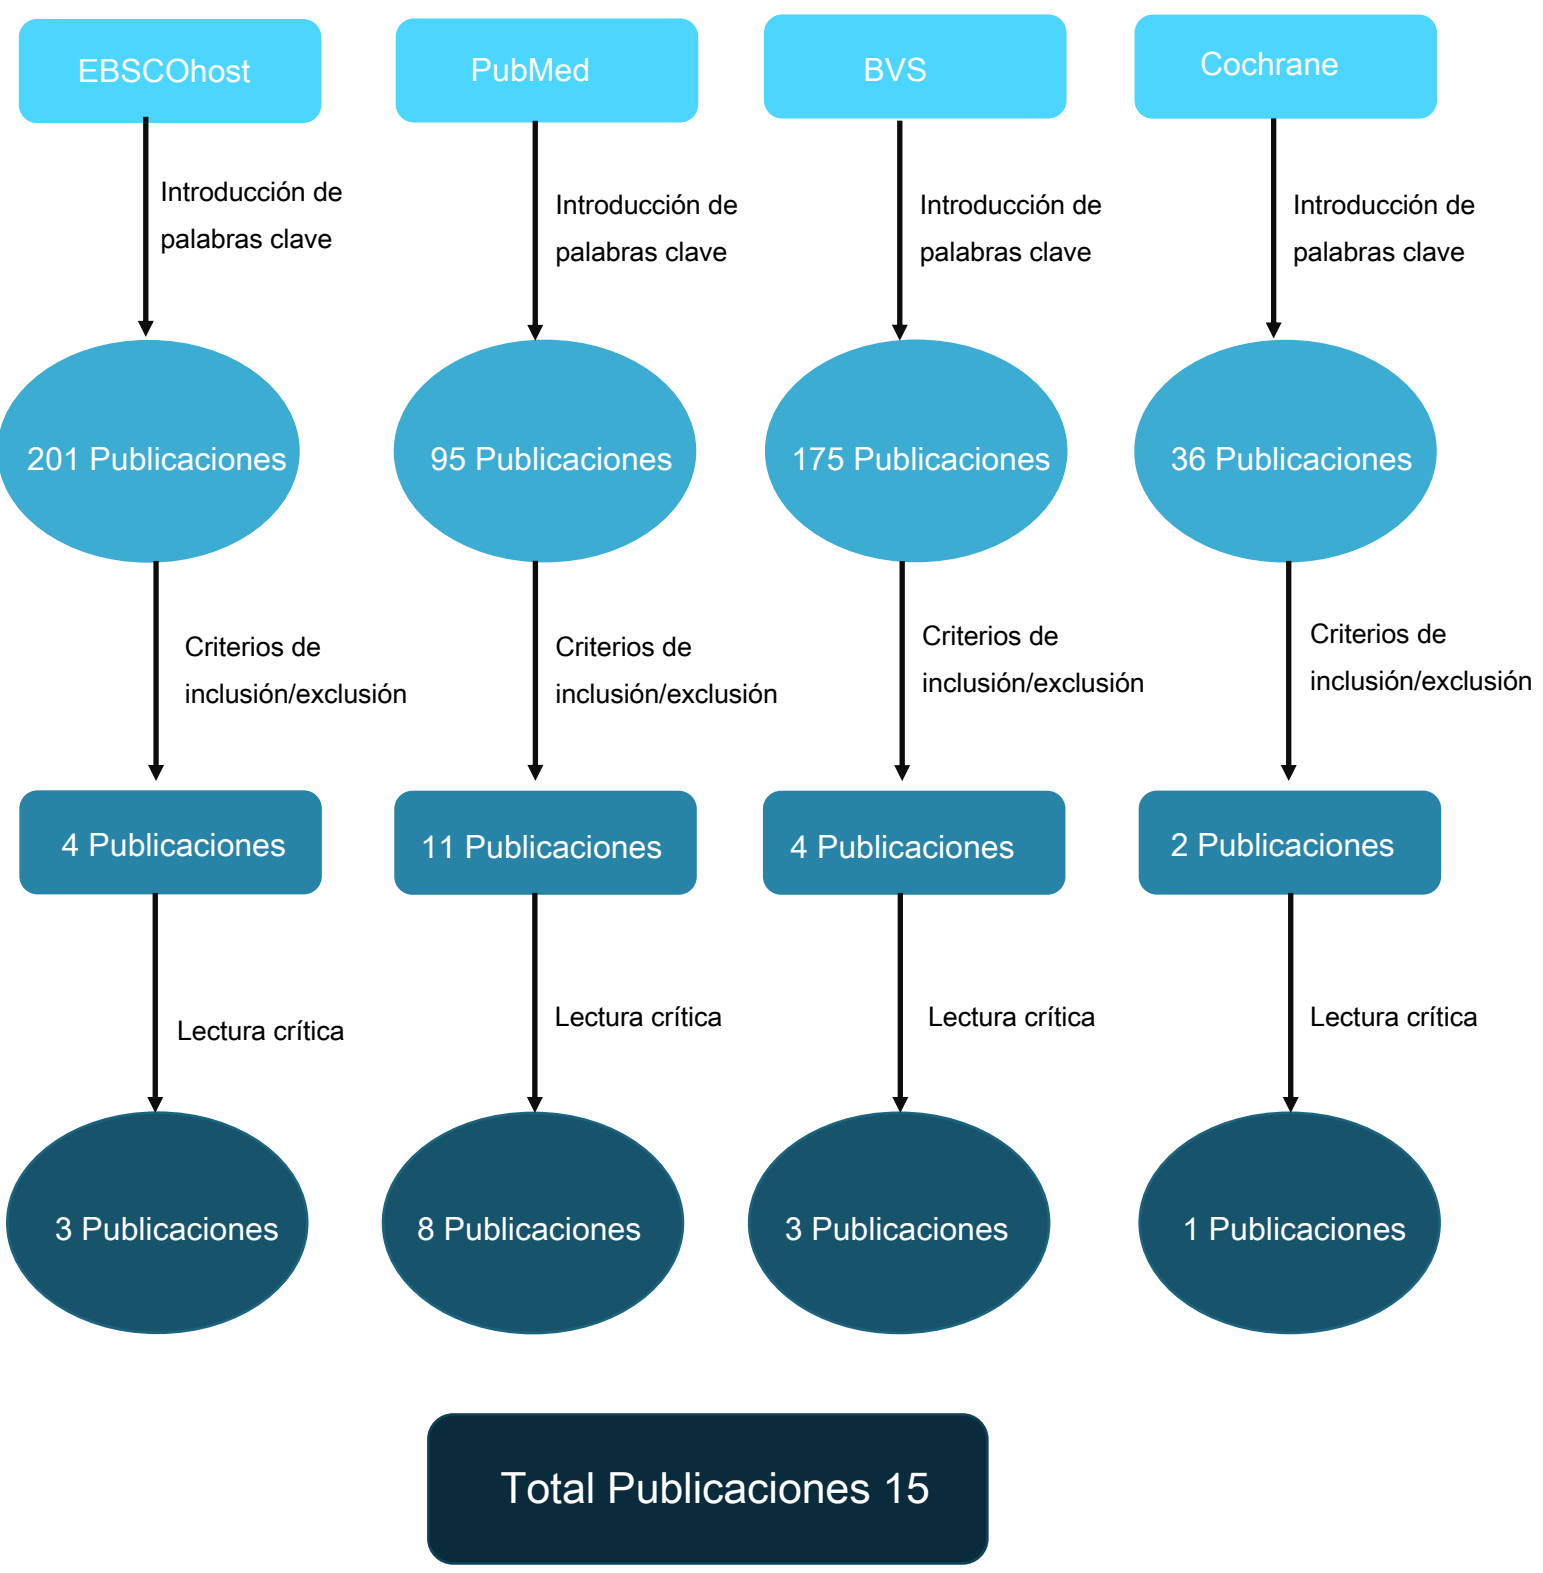 EBSCOhost
PubMed
BVS
Cochrane
Introducción de
palabras clave
Introducción de
palabras clave
Introducción de
palabras clave
Introducción de
palabras clave
201 Publicaciones
95 Publicaciones
175 Publicaciones
36 Publicaciones
Criterios de
inclusión/exclusión
Criterios de
inclusión/exclusión
Criterios de
inclusión/exclusión
Criterios de
inclusión/exclusión
4 Publicaciones
11 Publicaciones
4 Publicaciones
2 Publicaciones
Lectura crítica
Lectura crítica
Lectura crítica
Lectura crítica
3 Publicaciones
8 Publicaciones
3 Publicaciones
1 Publicaciones
Total Publicaciones 15